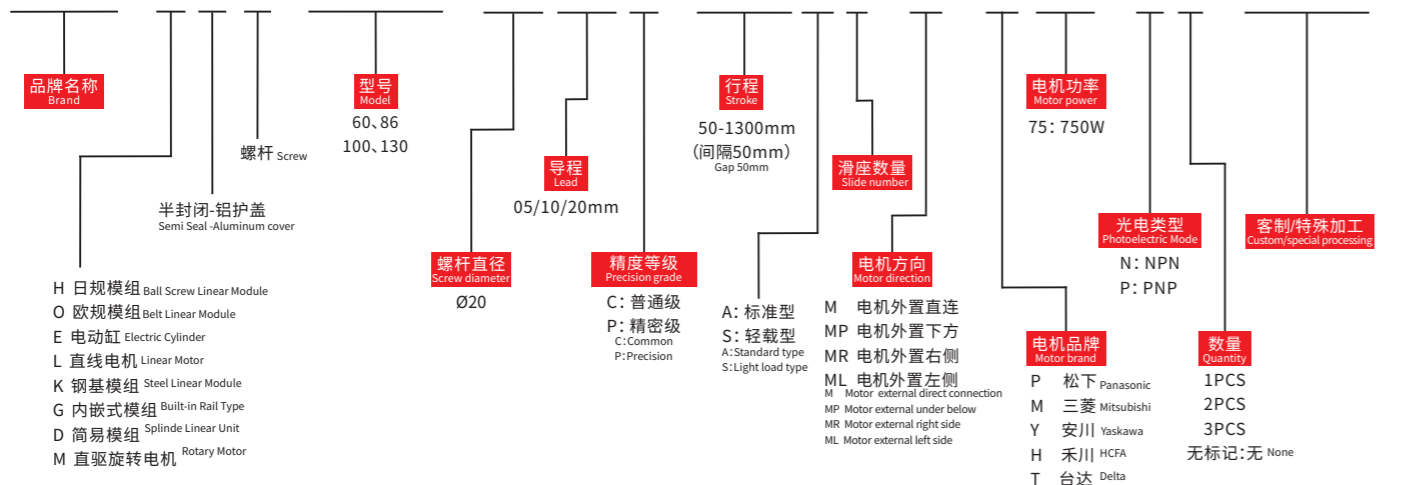 品牌名称
Brand
H 日规模组 Ball Screw Linear Module
O 欧规模组 Belt Linear Module
E 电动缸 Electric Cylinder
L 直线电机 Linear Motor
K 钢基模组 Steel Linear Module
G 内嵌式模组 Built-in Rail Type
D 简易模组 Splinde Linear Unit
M 直驱旋转电机 Rotary Motor
半封闭-铝护盖
Semi Seal -Aluminum cover
螺杆 Screw
型号
Model
60、86
100、130
螺杆直径
Screw diameter
Ø20
导程
Lead
05/10/20mm
精度等级
Precision grade
C：普通级
P：精密级
C:Common
P:Precision
行程
Stroke
50-1300mm
（间隔50mm）
Gap 50mm
A：标准型
S：轻载型
A:Standard type
S:Light load type
滑座数量
Slide number
电机方向
Motor direction
M 电机外置直连
MP 电机外置下方
MR 电机外置右侧
ML 电机外置左侧
M Motor external direct connection
MP Motor external under below
MR Motor external right side
ML Motor external left side
电机品牌
Motor brand
P 松下 Panasonic
M 三菱 Mitsubishi
Y 安川 Yaskawa
H 禾川 HCFA
T 台达 Delta
电机功率
Motor power
75：750W
光电类型
Photoelectric Mode
N：NPN
P：PNP
数量
Quantity
1PCS
2PCS
3PCS
无标记：无 None
客制/特殊加工
Custom/special processing